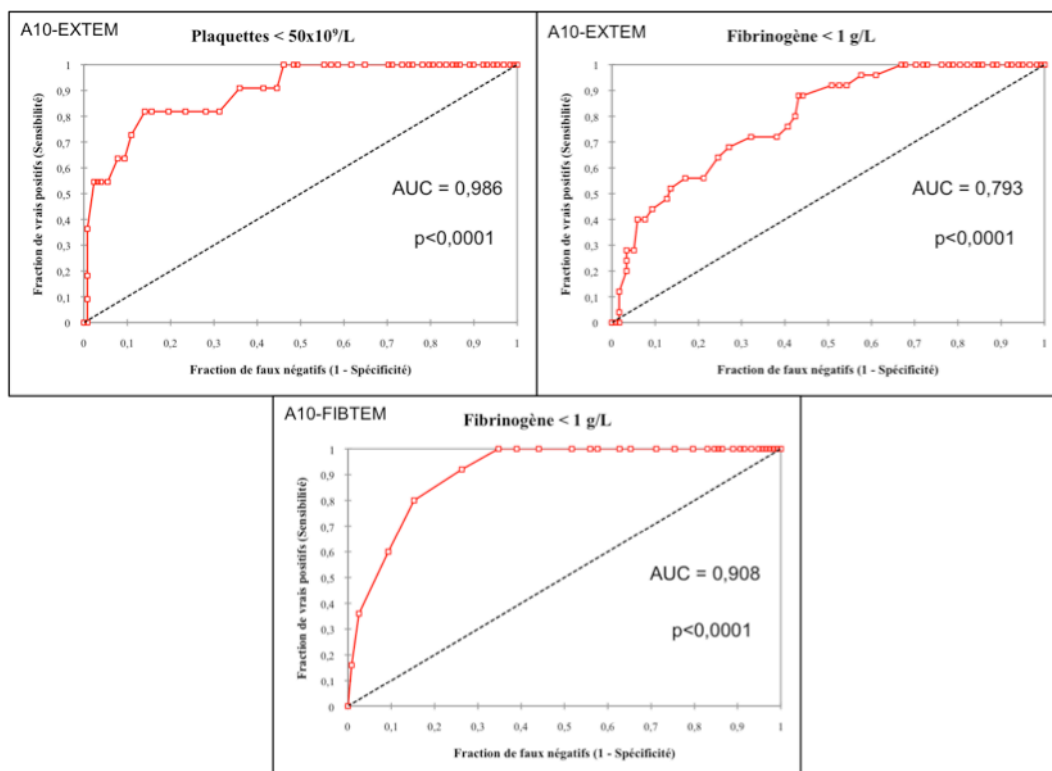 A10-EXTEM
Plaquettes < 50x10⁹/L
Fraction de vrais positifs (Sensibilité)
1
0,9
0,8
0,7
0,6
0,5
0,4
0,3
0,2
0,1
0
AUC = 0,986
p<0,0001
0 0,1 0,2 0,3 0,4 0,5 0,6 0,7 0,8 0,9 1
Fraction de faux négatifs (1 - Spécificité)
A10-EXTEM
Fibrinogène < 1 g/L
Fraction de vrais positifs (Sensibilité)
1
0,9
0,8
0,7
0,6
0,5
0,4
0,3
0,2
0,1
0
AUC = 0,793
p<0,0001
0 0,1 0,2 0,3 0,4 0,5 0,6 0,7 0,8 0,9 1
Fraction de faux négatifs (1 - Spécificité)
A10-FIBTEM
Fibrinogène < 1 g/L
Fraction de vrais positifs (Sensibilité)
1
0,9
0,8
0,7
0,6
0,5
0,4
0,3
0,2
0,1
0
AUC = 0,908
p<0,0001
0 0,1 0,2 0,3 0,4 0,5 0,6 0,7 0,8 0,9 1
Fraction de faux négatifs (1 - Spécificité)